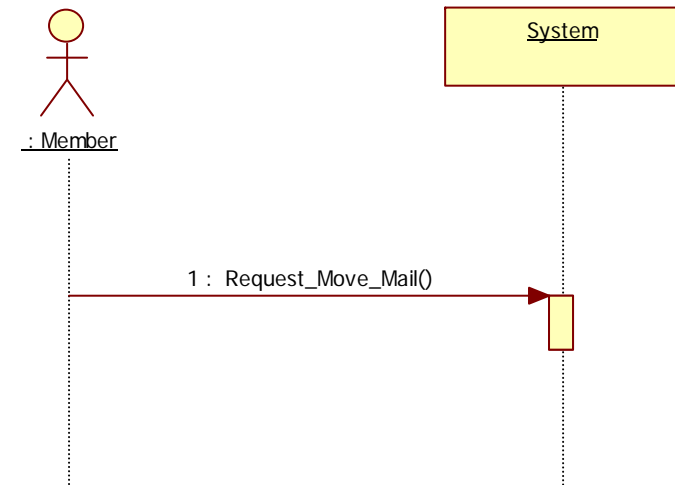 System
: Member
1 : Request_Move_Mail()